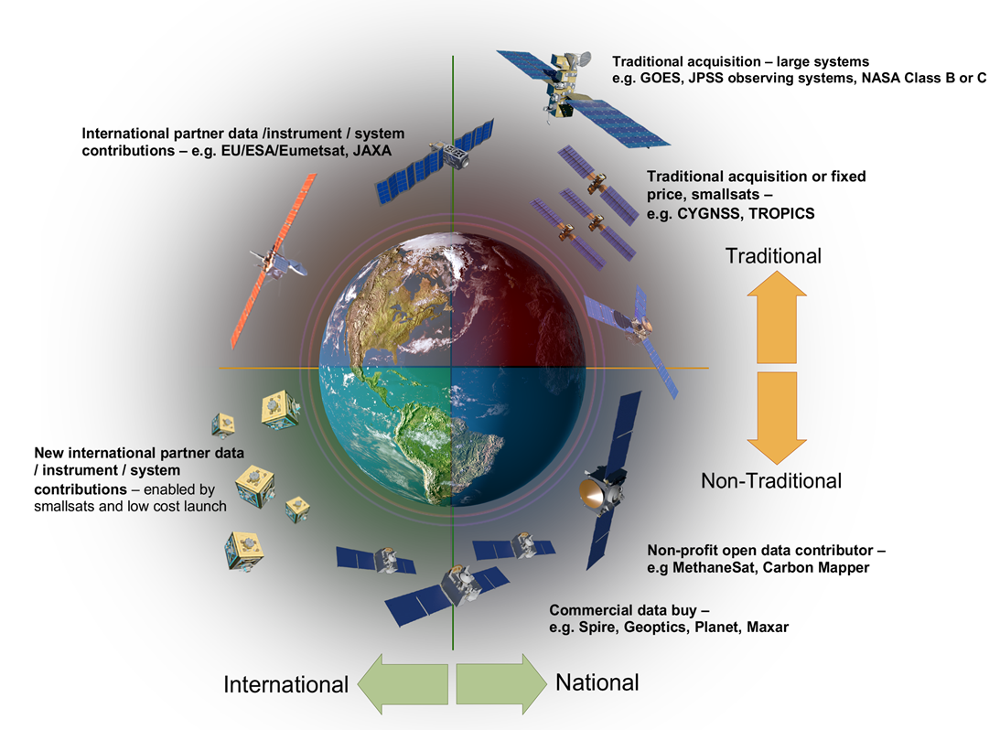 Traditional acquisition – large systems
e.g. GOES, JPSS observing systems, NASA Class B or C
International partner data /instrument / system
contributions – e.g. EU/ESA/Eumetsat, JAXA
Traditional acquisition or fixed
price, smallsats –
e.g. CYGNSS, TROPICS
Traditional
New international partner data
/ instrument / system
contributions – enabled by
smallsats and low cost launch
Non-Traditional
Non-profit open data contributor –
e.g MethaneSat, Carbon Mapper
Commercial data buy –
e.g. Spire, Geoptics, Planet, Maxar
International
National